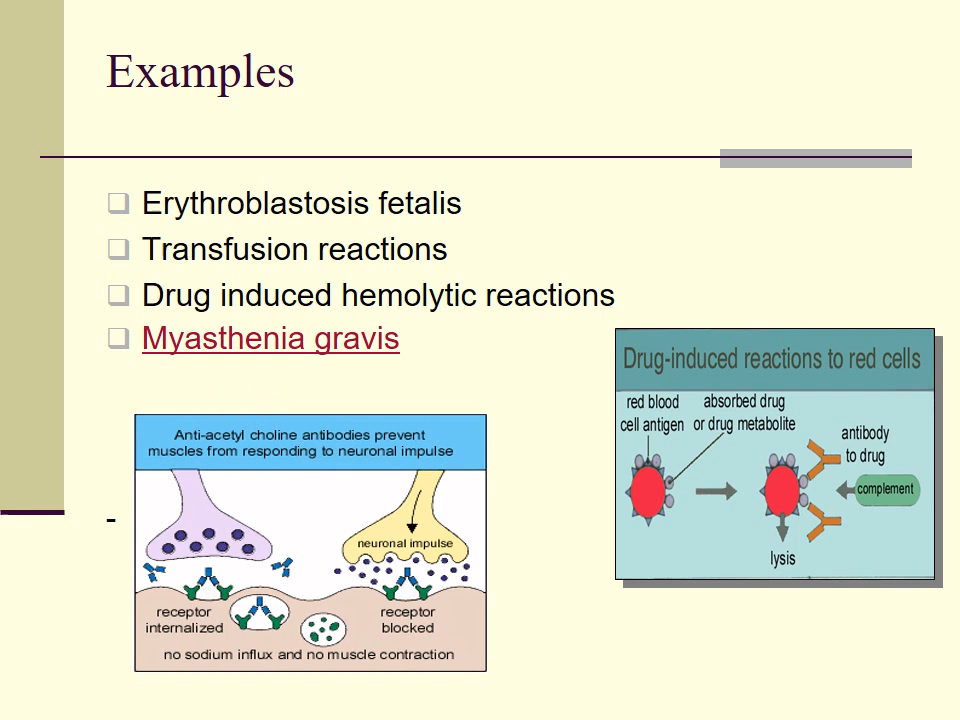 Examples
Erythroblastosis fetalis
Transfusion reactions
Drug induced hemolytic reactions
Myasthenia gravis
Drug-induced reactions to red cells
red blood
cell antigen
absorbed drug
or drug metabolite
antibody
to drug
complement
lysis
Anti-acetyl choline antibodies prevent
muscles from responding to neuronal impulse
-
neuronal impulse
receptor
internalized
receptor
blocked
no sodium influx and no muscle contraction